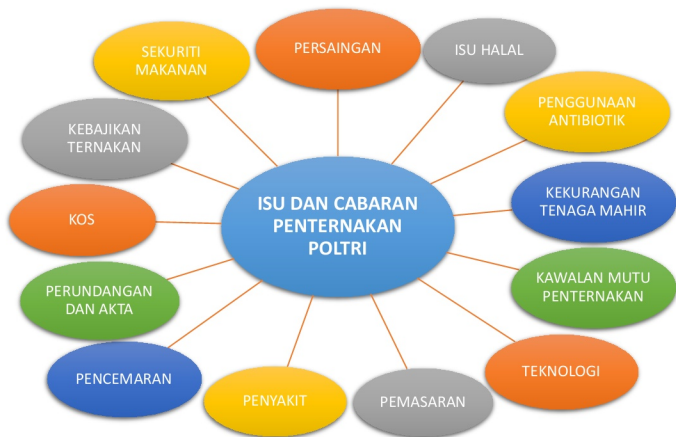 ISU DAN CABARAN
PENTERNAKAN
POLTRI
PERSAINGAN
ISU HALAL
PENGGUNAAN
ANTIBIOTIK
KEKURANGAN
TENAGA MAHIR
KAWALAN MUTU
PENTERNAKAN
TEKNOLOGI
PEMASARAN
PENYAKIT
PENCEMARAN
PERUNDANGAN
DAN AKTA
KOS
KEBAJIKAN
TERNAKAN
SEKURITI
MAKANAN